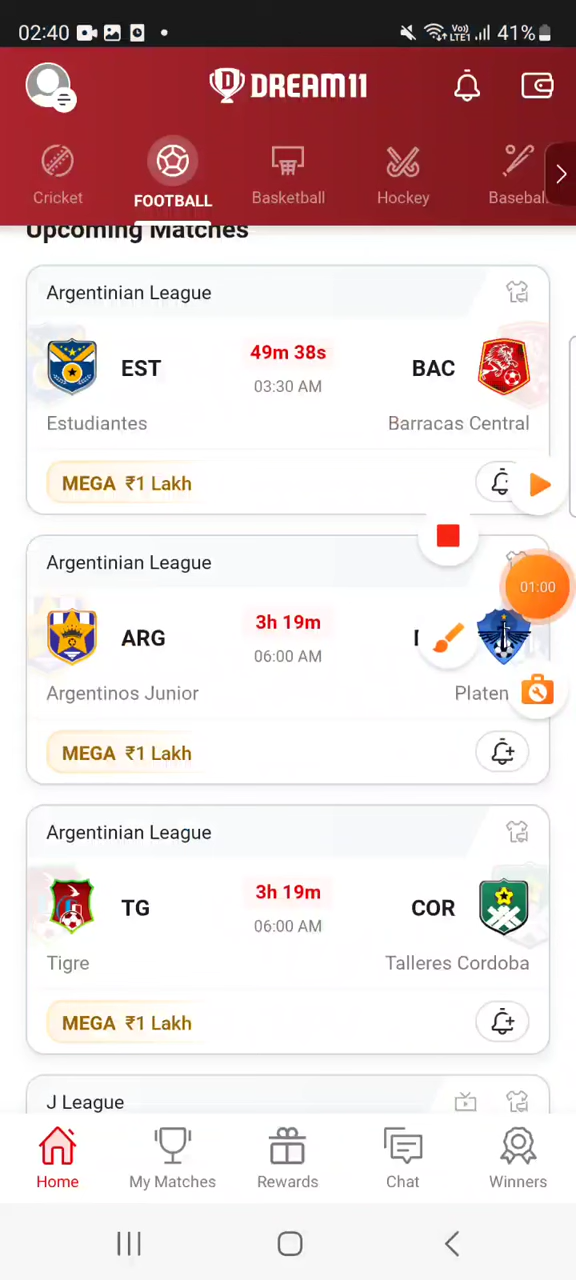 02:40 VoD LTE1 41%
DREAM11
Cricket FOOTBALL Basketball Hockey
Upcoming Matches
Argentinian League
EST 49m 38s BAC
03:30 AM
Estudiantes Barracas Central
MEGA ₹1 Lakh
Argentinian League
01:00
ARG 3h 19m
06:00 AM
Argentinos Junior Platen
MEGA ₹1 Lakh
Argentinian League
TG 3h 19m COR
06:00 AM
Tigre Talleres Cordoba
MEGA ₹1 Lakh
J League
Home My Matches Rewards Chat Winners